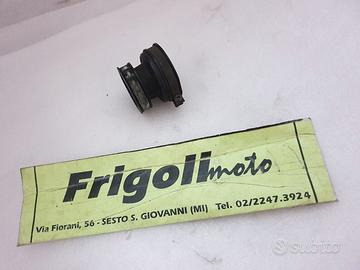 Frigolimoto
Via Fiorani, 56 - SESTO S. GIOVANNI (MI) Tel. 02/2247.3924
subito